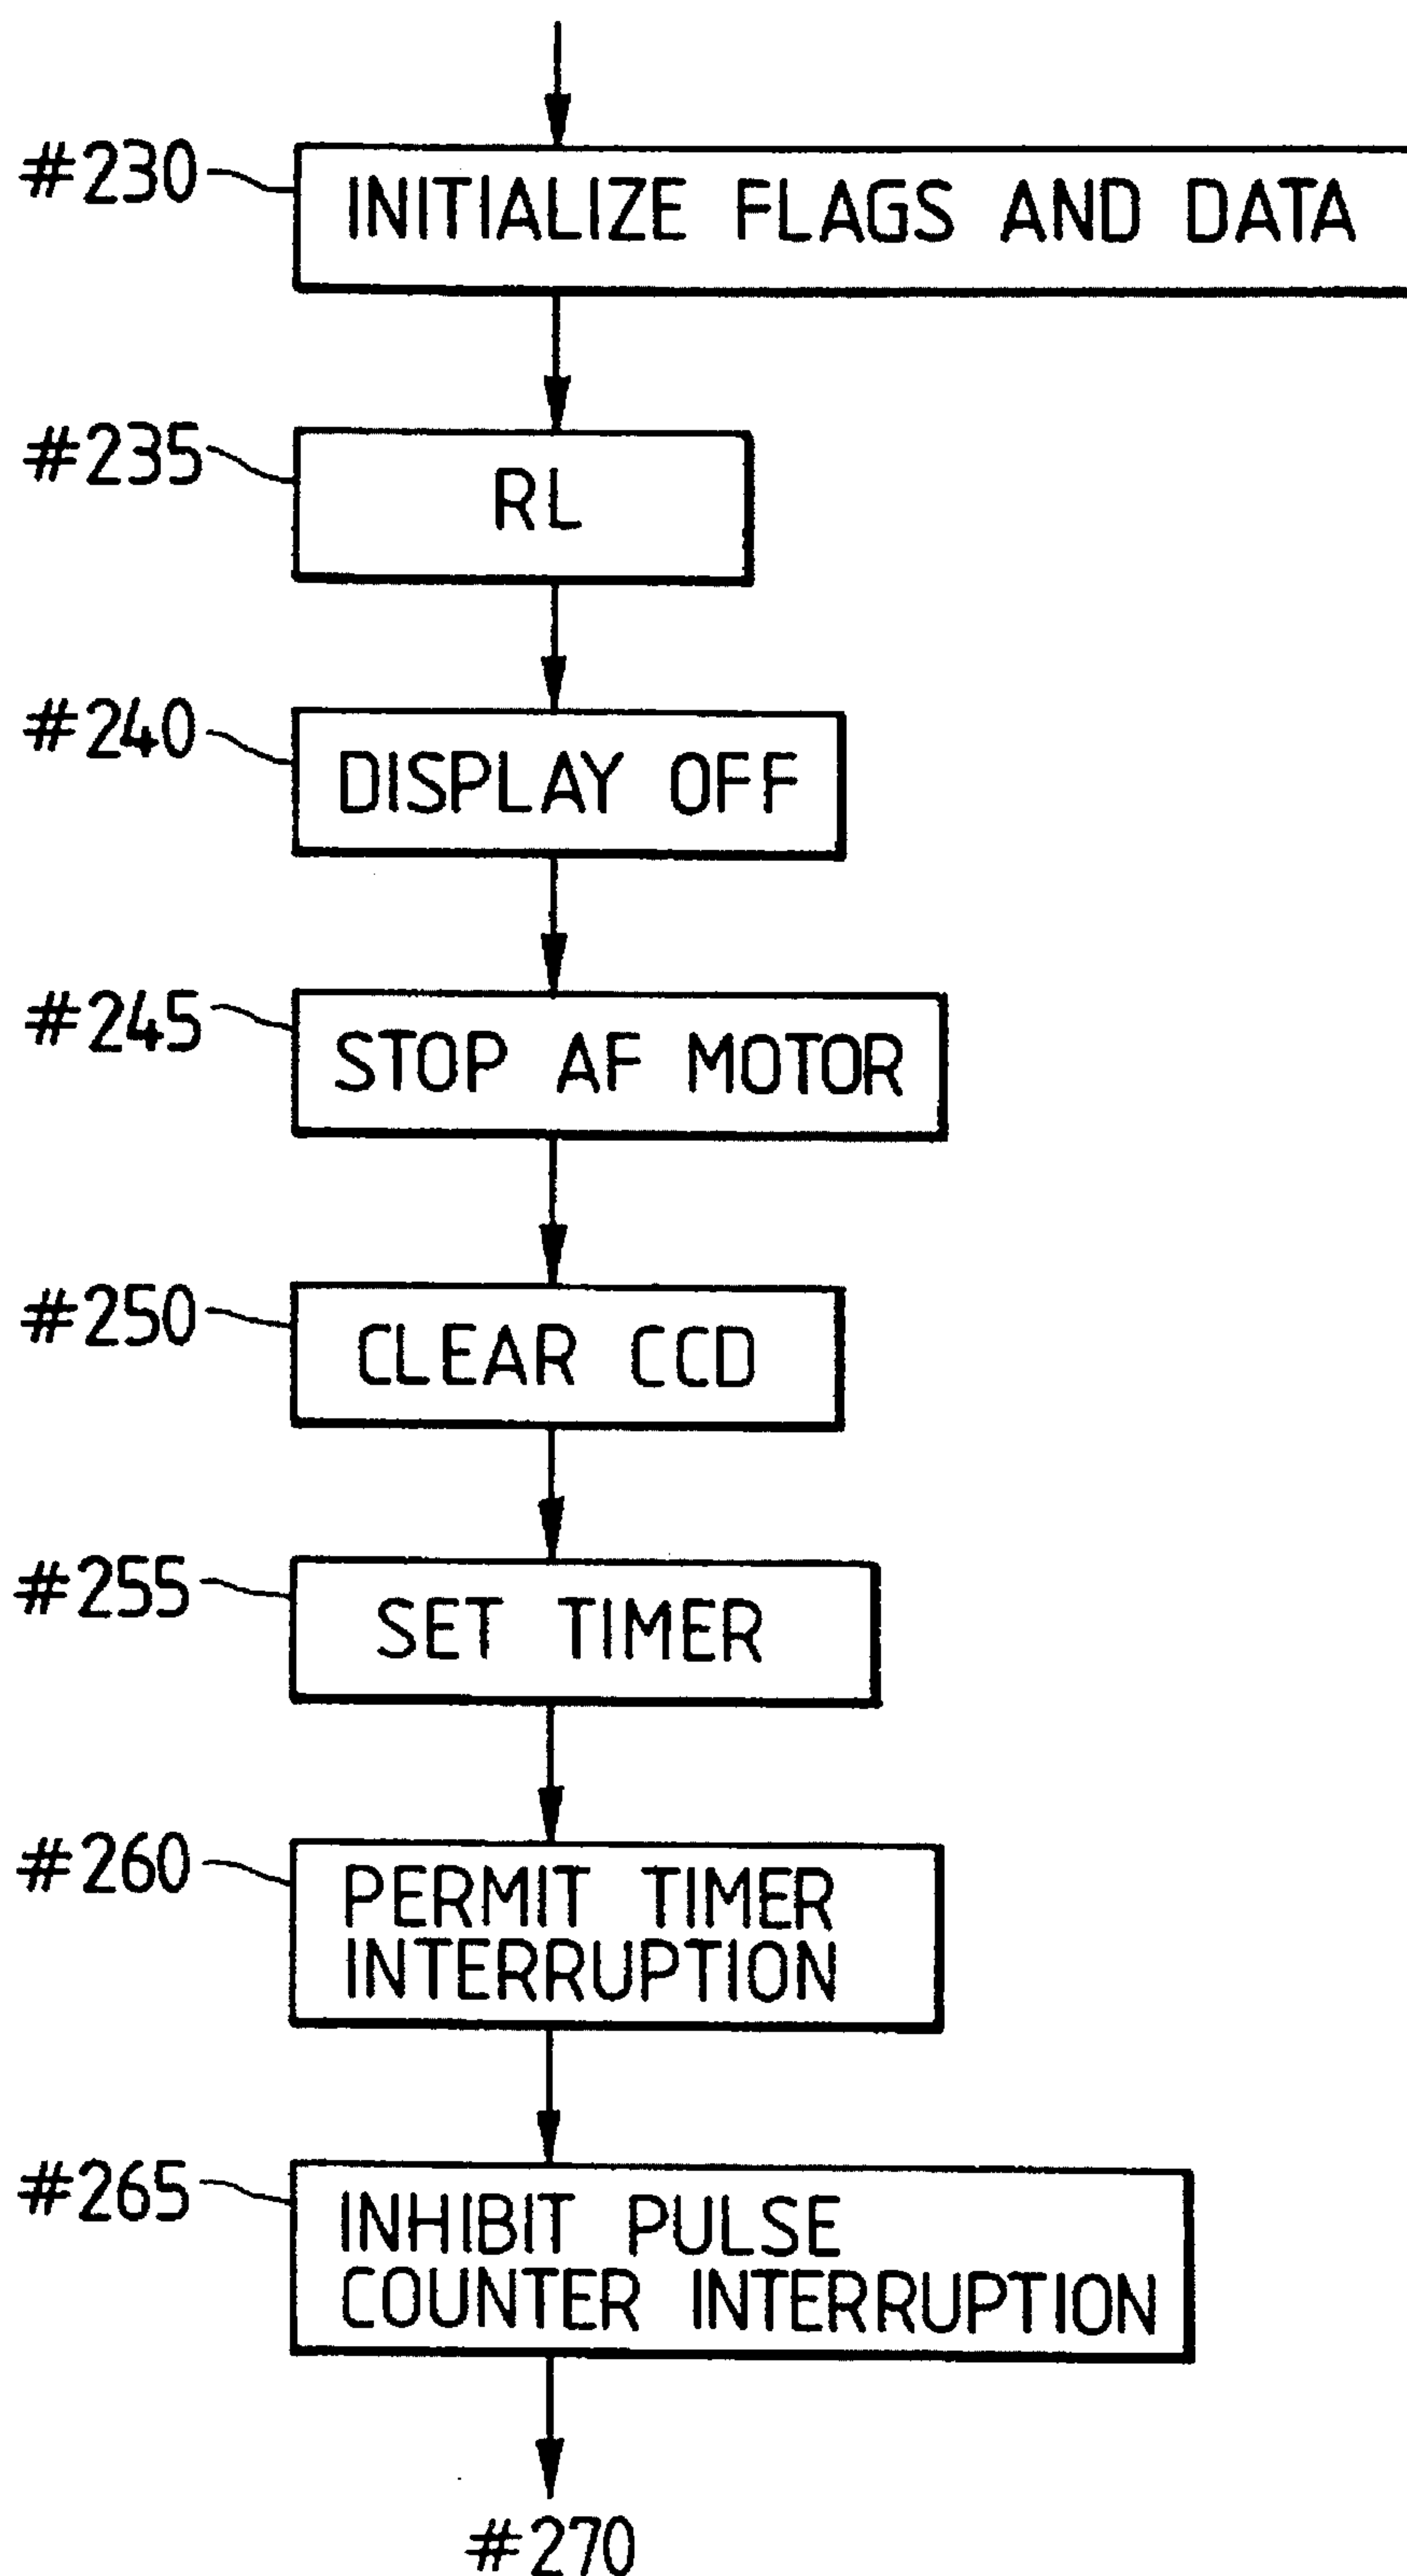 #230
INITIALIZE FLAGS AND DATA
#235
RL
#240
DISPLAY OFF
#245
STOP AF MOTOR
#250
CLEAR CCD
#255
SET TIMER
#260
PERMIT TIMER
INTERRUPTION
#265
INHIBIT PULSE
COUNTER INTERRUPTION
#270